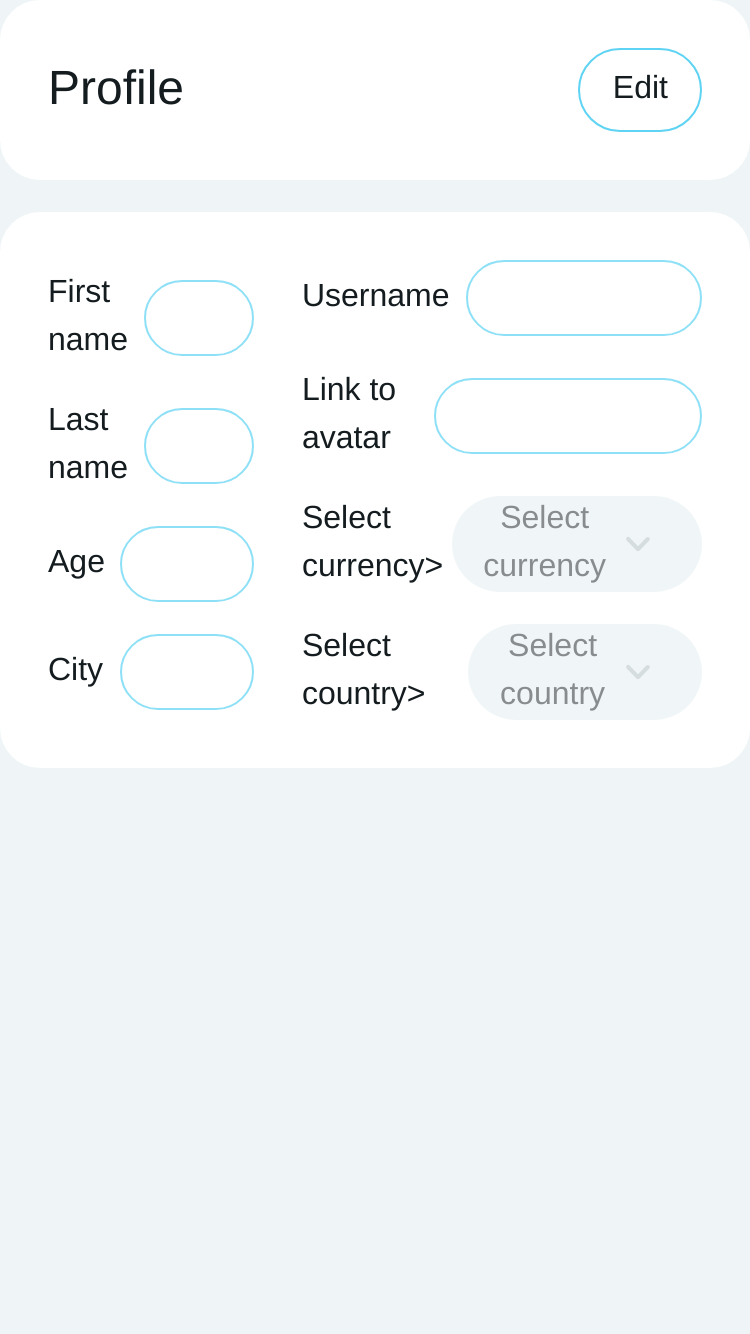 Profile
Edit
First
name
Last
name
Age
City
Username
Link to
avatar
Select
currency>
Select
currency
Select
country>
Select
country